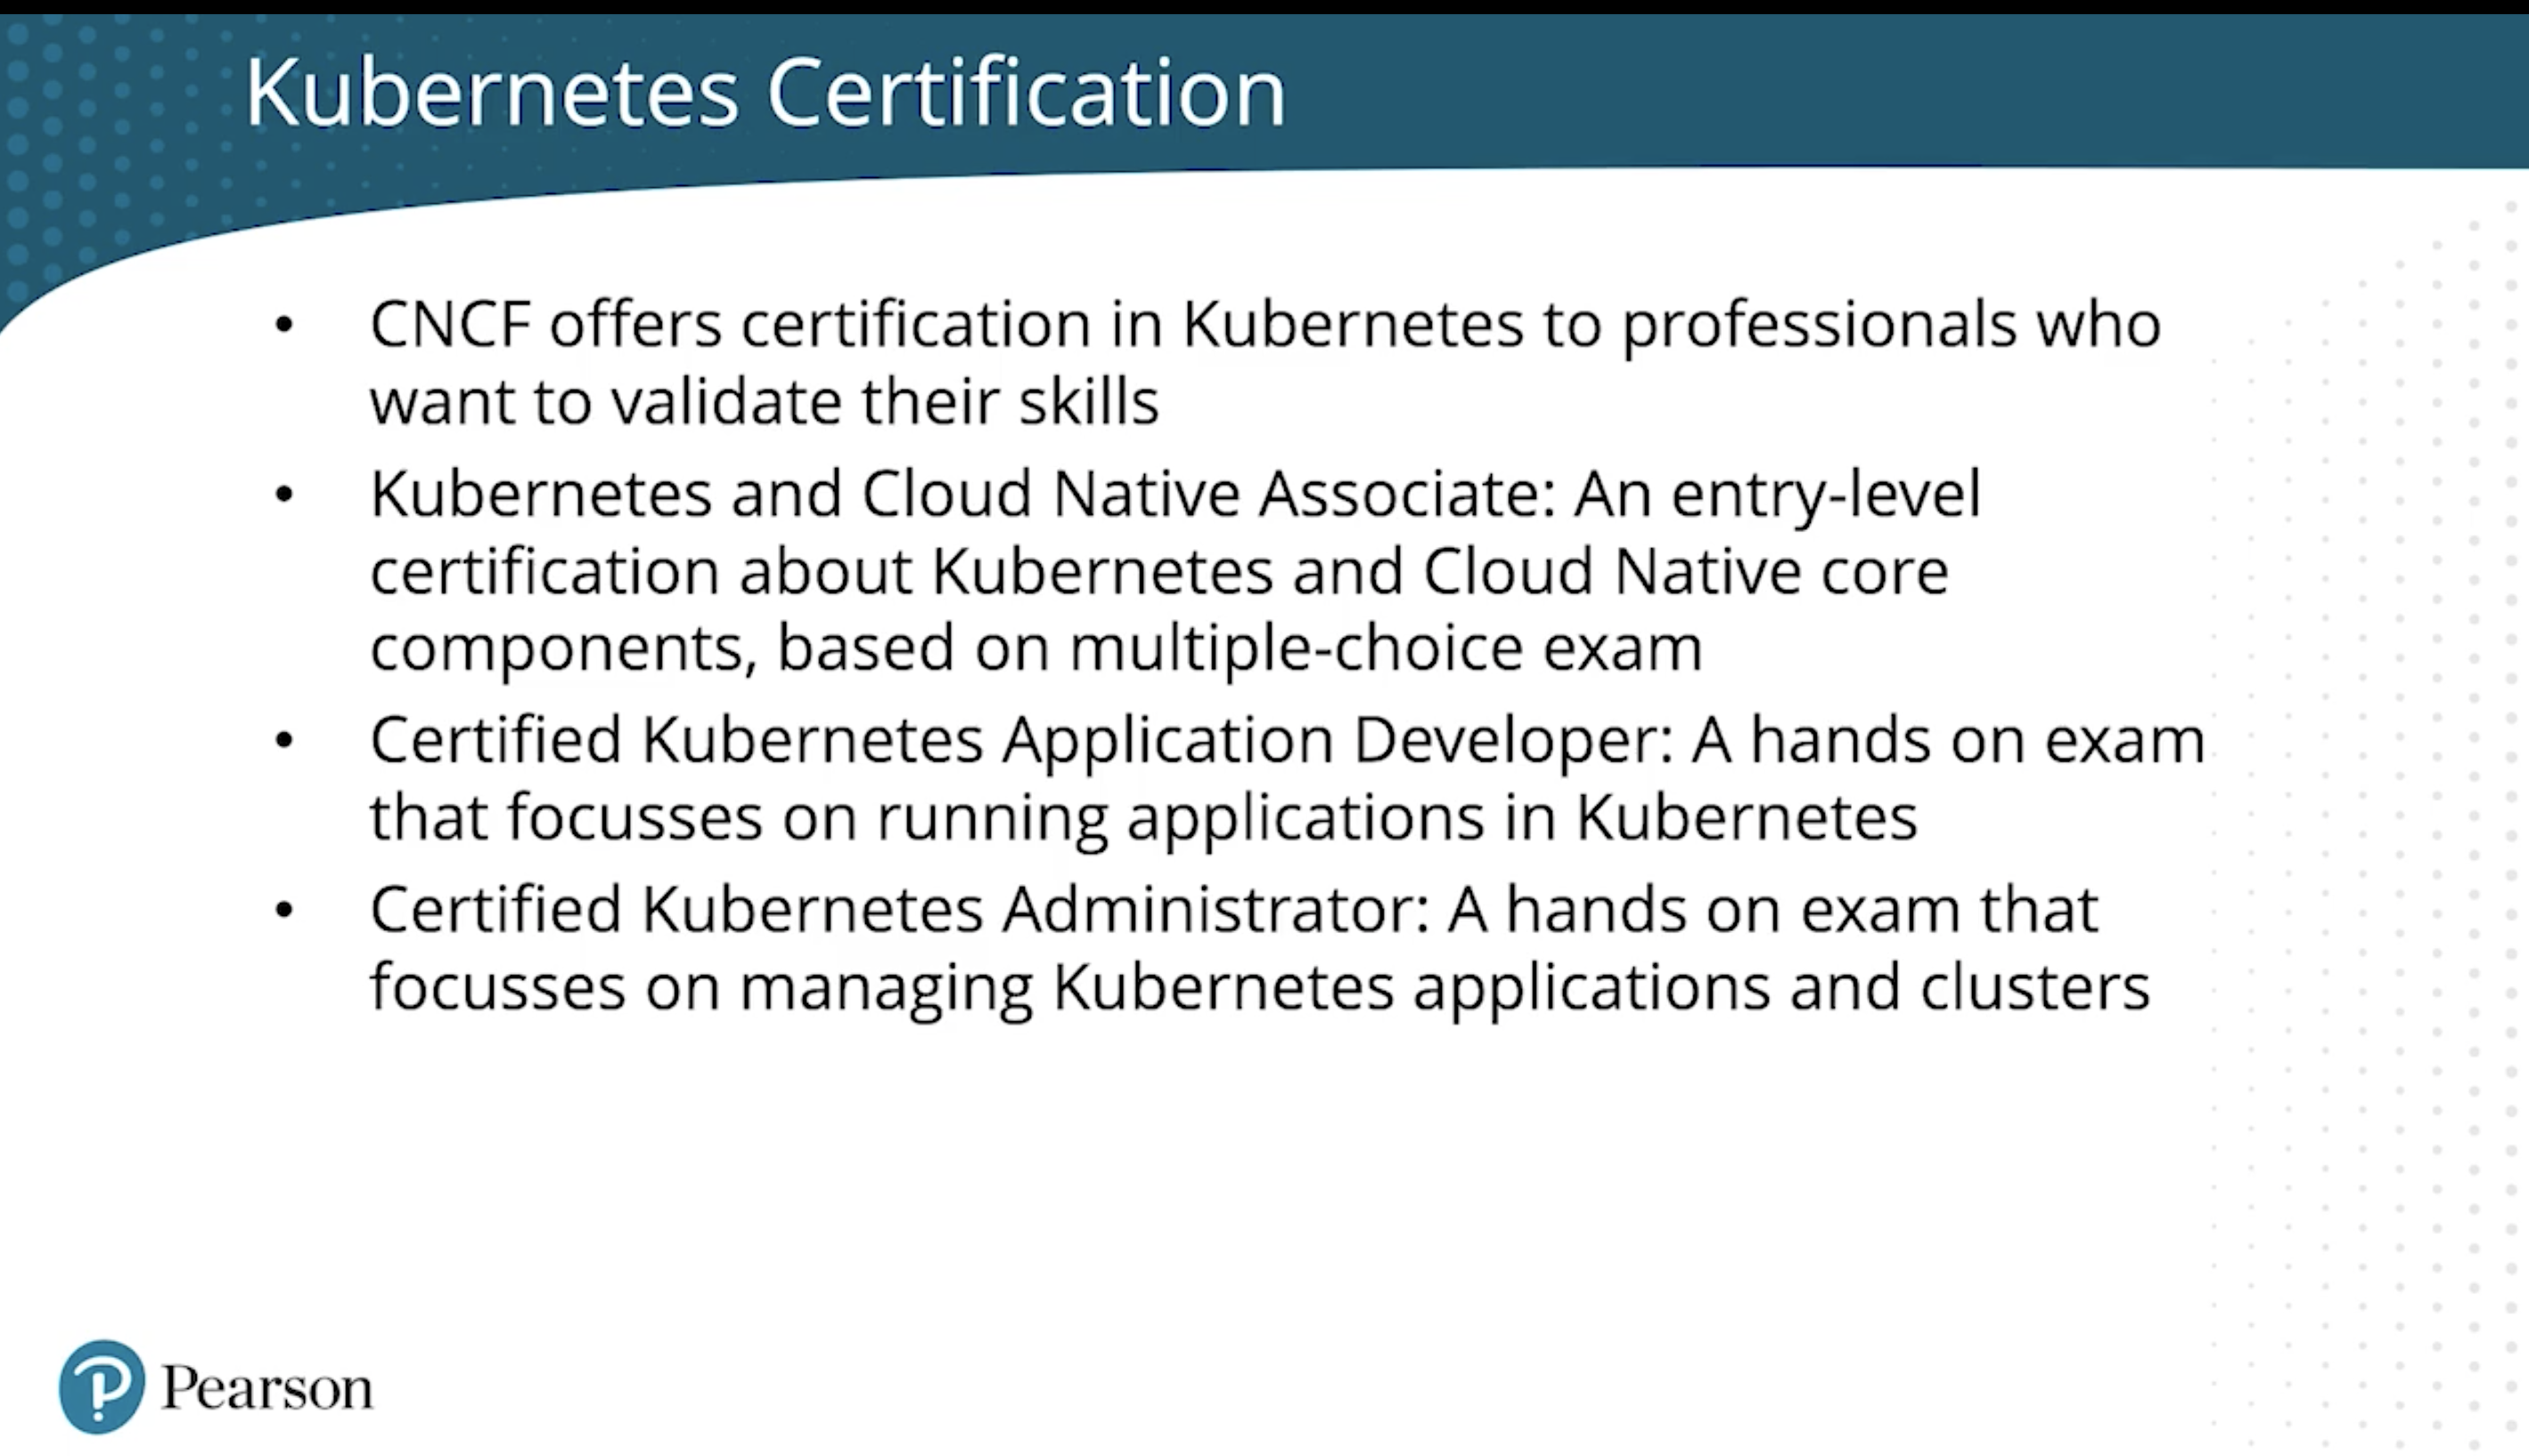 Kubernetes Certification
• CNCF offers certification in Kubernetes to professionals who
want to validate their skills
• Kubernetes and Cloud Native Associate: An entry-level
certification about Kubernetes and Cloud Native core
components, based on multiple-choice exam
• Certified Kubernetes Application Developer: A hands on exam
that focusses on running applications in Kubernetes
• Certified Kubernetes Administrator: A hands on exam that
focusses on managing Kubernetes applications and clusters
Pearson